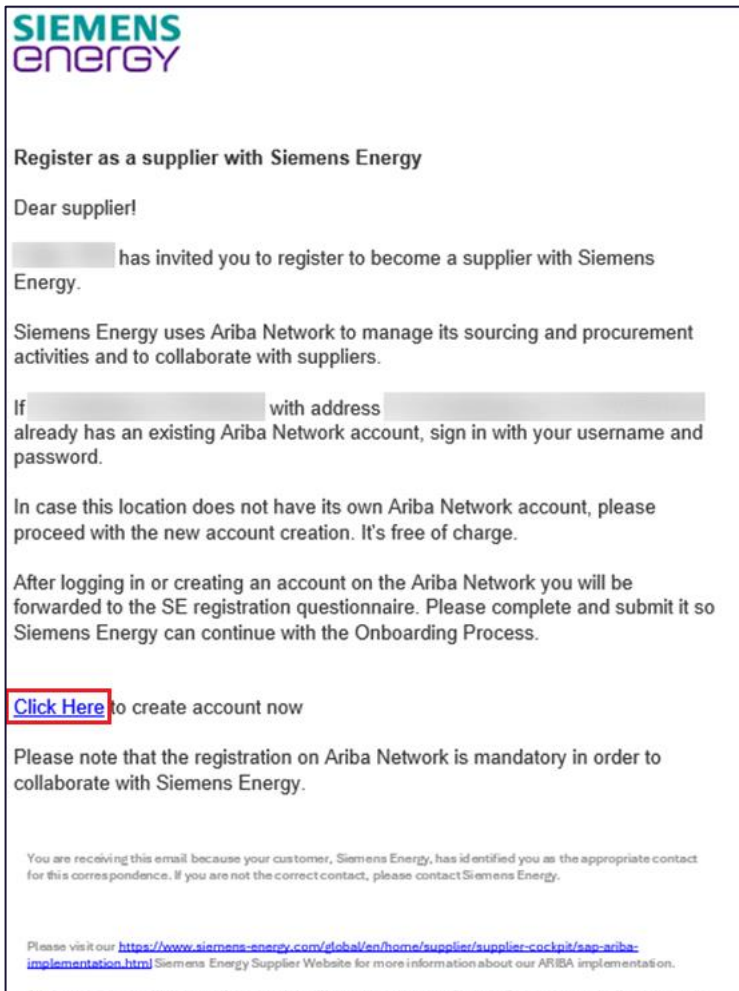 SIEMENS
energy
Register as a supplier with Siemens Energy
Dear supplier!
has invited you to register to become a supplier with Siemens
Energy.
Siemens Energy uses Ariba Network to manage its sourcing and procurement
activities and to collaborate with suppliers.
If with address
already has an existing Ariba Network account, sign in with your username and
password.
In case this location does not have its own Ariba Network account, please
proceed with the new account creation. It's free of charge.
After logging in or creating an account on the Ariba Network you will be
forwarded to the SE registration questionnaire. Please complete and submit it so
Siemens Energy can continue with the Onboarding Process.
Click Here to create account now
Please note that the registration on Ariba Network is mandatory in order to
collaborate with Siemens Energy.
You are receiving this email because your customer, Siemens Energy, has identified you as the appropriate contact
for this correspondence. If you are not the correct contact, please contact Siemens Energy.
Please visit our https://www.siemens-energy.com/global/en/home/supplier/supplier-cockpit/sap-ariba-
implementation.html Siemens Energy Supplier Website for more information about our ARIBA implementation.